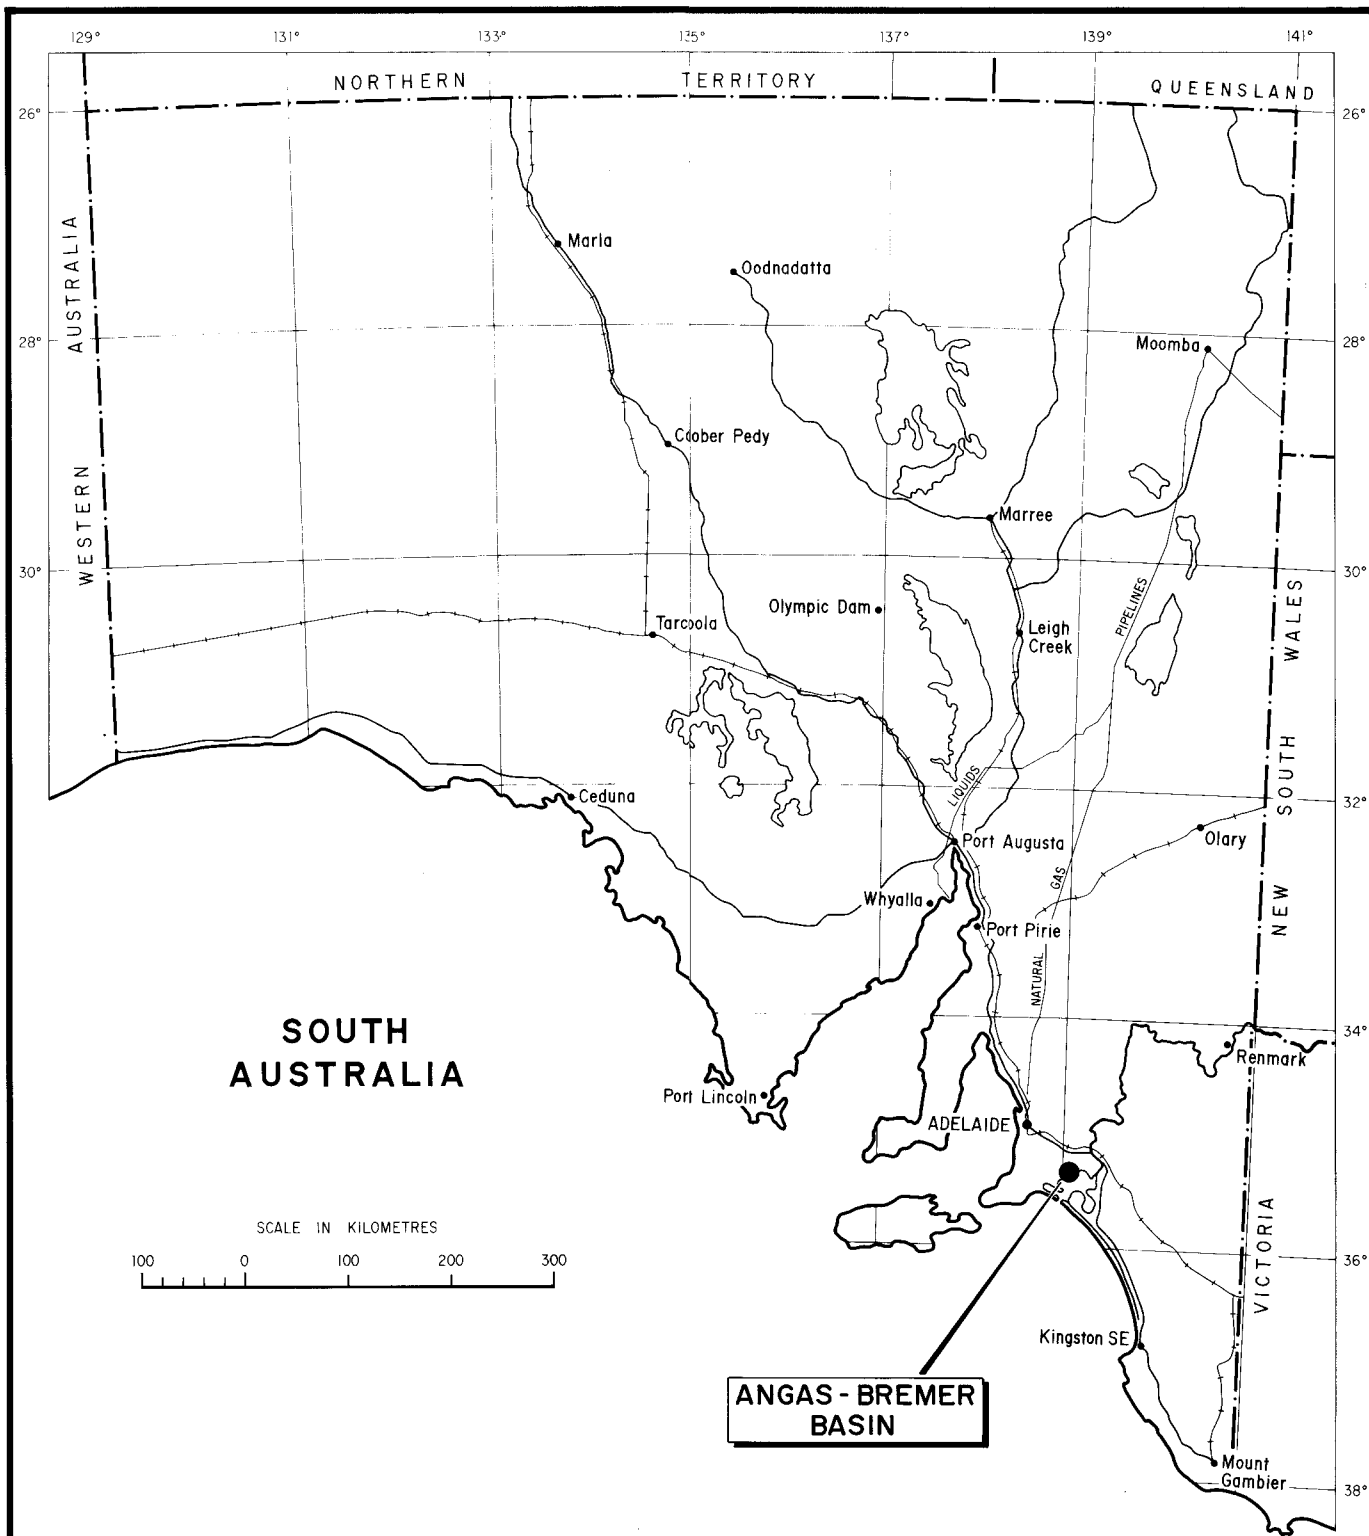 129° 131° 133° 135° 137° 139° 141°
NORTHERN TERRITORY QUEENSLAND
26° 26°
WESTERN AUSTRALIA
Marla
Oodnadatta
28° 28°
Moomba
Coober Pedy
Marree
30° 30°
Olympic Dam
Tarcoola
Leigh
Creek
PIPELINES
NEW SOUTH WALES
LIQUIDS
32° 32°
Ceduna
Port Augusta
Olary
GAS
Whyalla
Port Pirie
NATURAL
SOUTH
AUSTRALIA
34° 34°
Renmark
Port Lincoln
ADELAIDE
VICTORIA
SCALE IN KILOMETRES
100 0 100 200 300
36° 36°
Kingston SE
ANGAS - BREMER
BASIN
Mount
Gambier
38° 38°